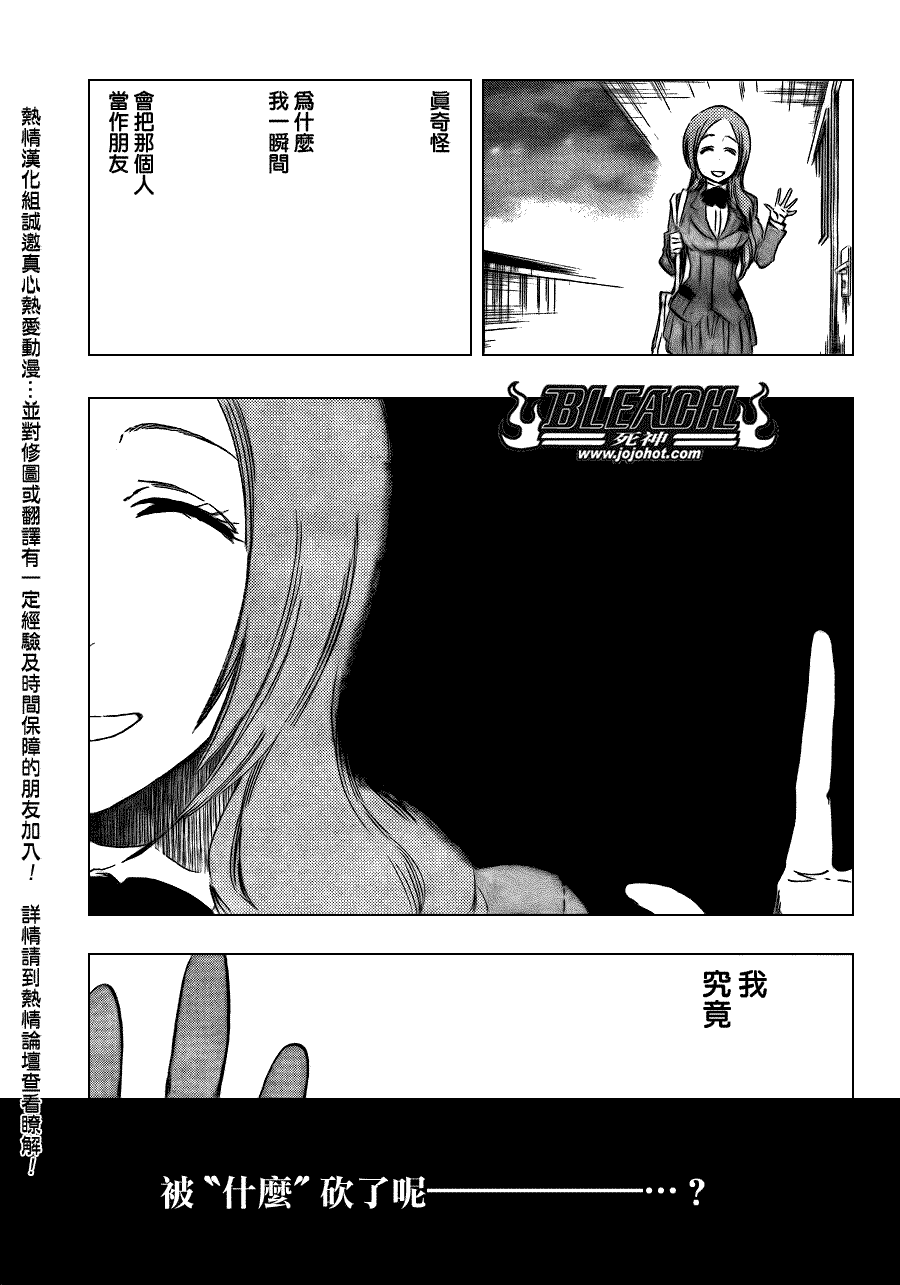 眞奇怪
爲什麼
我一瞬間
會把那個人
當作朋友
BLEACH
死神
www.jojohot.com
我
究竟
被〝什麼〞砍了呢————…？
熱情漢化組誠邀真心熱愛動漫…並對修圖或翻譯有一定經驗及時間保障的朋友加入！ 詳情請到熱情論壇查看瞭解！